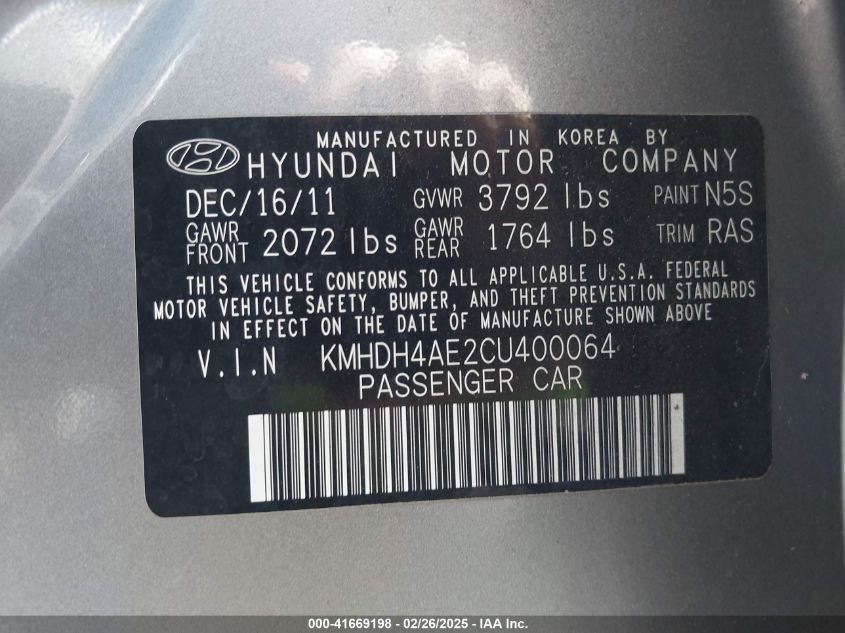 MANUFACTURED IN KOREA BY
HYUNDAI MOTOR COMPANY
DEC/16/11 GVWR 3792 lbs PAINT N5S
GAWR FRONT 2072 lbs GAWR REAR 1764 lbs TRIM RAS
THIS VEHICLE CONFORMS TO ALL APPLICABLE U.S.A. FEDERAL
MOTOR VEHICLE SAFETY, BUMPER, AND THEFT PREVENTION STANDARDS
IN EFFECT ON THE DATE OF MANUFACTURE SHOWN ABOVE
V.I.N KMHDH4AE2CU400064
PASSENGER CAR
000-41669198 - 02/26/2025 - IAA Inc.